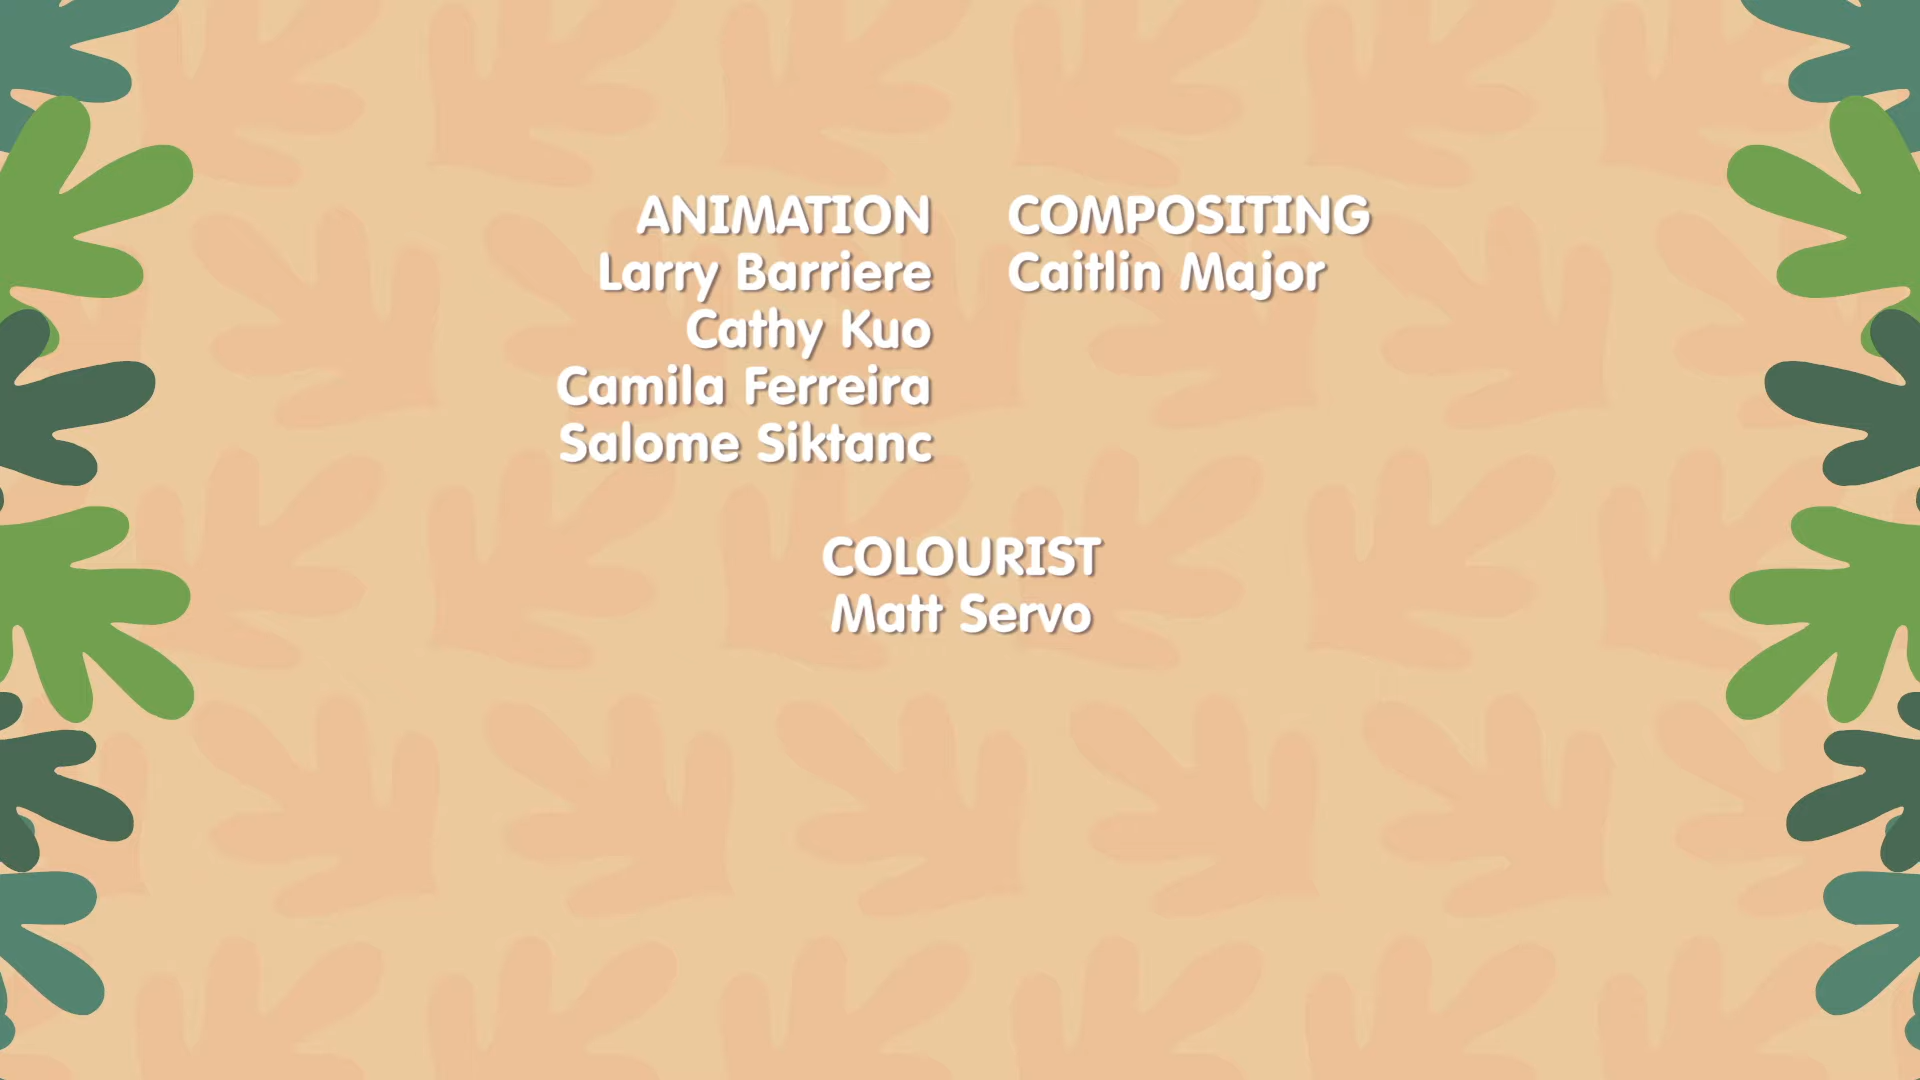 ANIMATION
Larry Barriere
Cathy Kuo
Camila Ferreira
Salome Siktanc
COMPOSITING
Caitlin Major
COLOURIST
Matt Servo